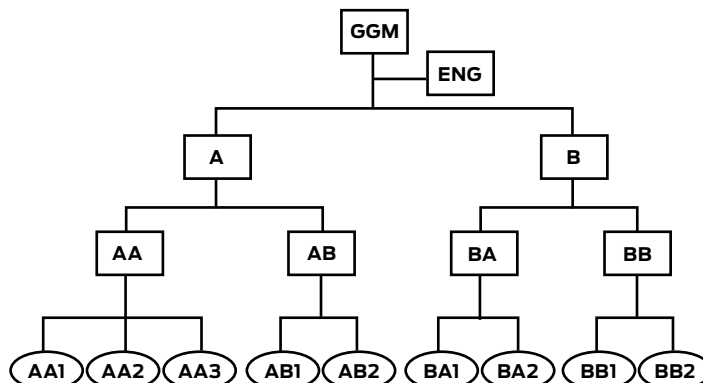 GGM
ENG
A B
AA AB BA BB
AA1 AA2 AA3 AB1 AB2 BA1 BA2 BB1 BB2